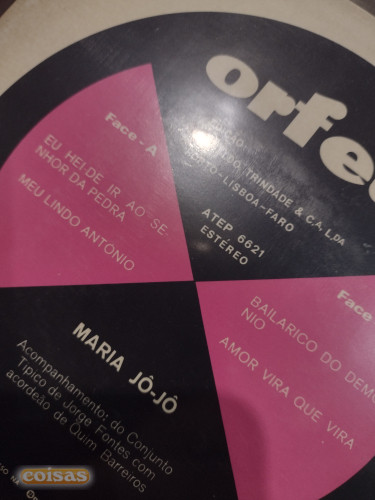 orfeu
TRINDADE & C.A, L.DA
PORTO-LISBOA-FARO
ATEP 6621
ESTÉREO
Face - A
EU HEI DE IR AO SE-
NHOR DA PEDRA
MEU LINDO ANTÓNIO
Face
BAILARICO DO DEMÓ
NIO
AMOR VIRA QUE VIRA
MARIA JÔ-JÔ
Acompanhamento: do Conjunto
Típico de Jorge Fontes com
acordeão de Quim Barreiros
coisas